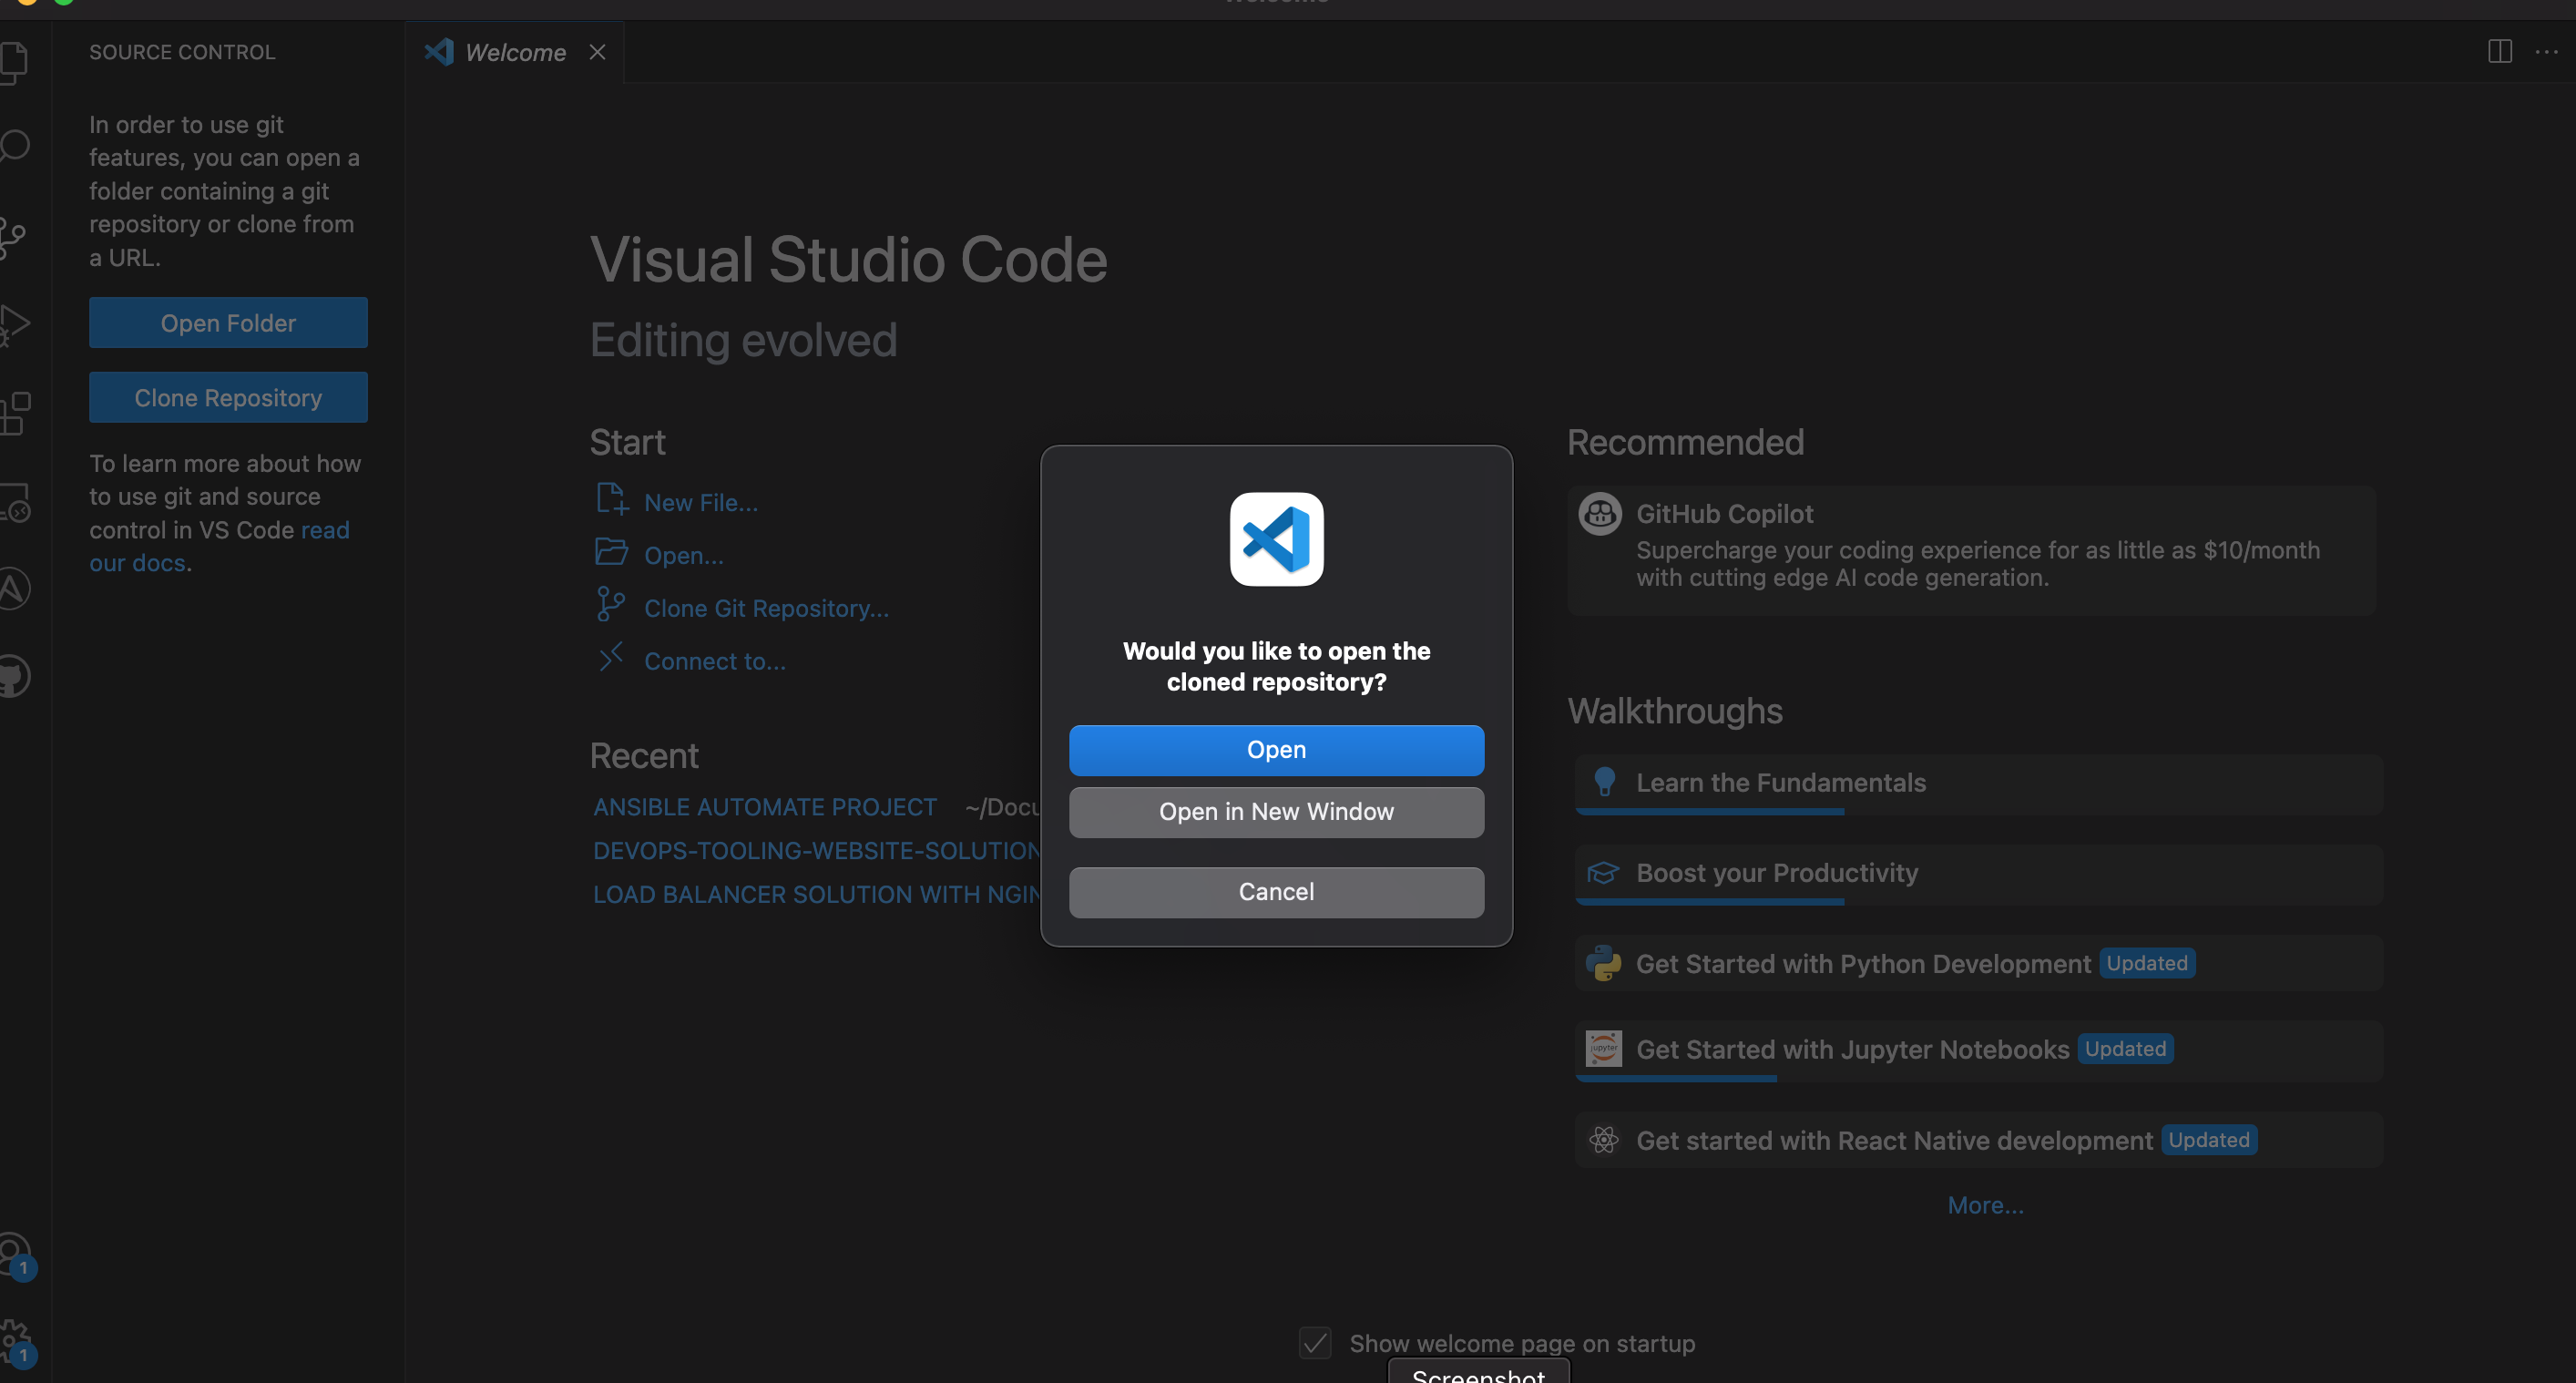 Welcome
SOURCE CONTROL
In order to use git
features, you can open a
folder containing a git
repository or clone from
a URL.
Open Folder
Clone Repository
To learn more about how
to use git and source
control in VS Code read
our docs.
1
1
Welcome
Visual Studio Code
Editing evolved
Start
New File...
Open...
Clone Git Repository...
Connect to...
Recent
ANSIBLE AUTOMATE PROJECT ~/Docu
DEVOPS-TOOLING-WEBSITE-SOLUTION
LOAD BALANCER SOLUTION WITH NGIN
Would you like to open the
cloned repository?
Open
Open in New Window
Cancel
Recommended
GitHub Copilot
Supercharge your coding experience for as little as $10/month
with cutting edge AI code generation.
Walkthroughs
Learn the Fundamentals
Boost your Productivity
Get Started with Python Development Updated
jupyter
Get Started with Jupyter Notebooks Updated
Get started with React Native development Updated
More...
Show welcome page on startup
Screenshot